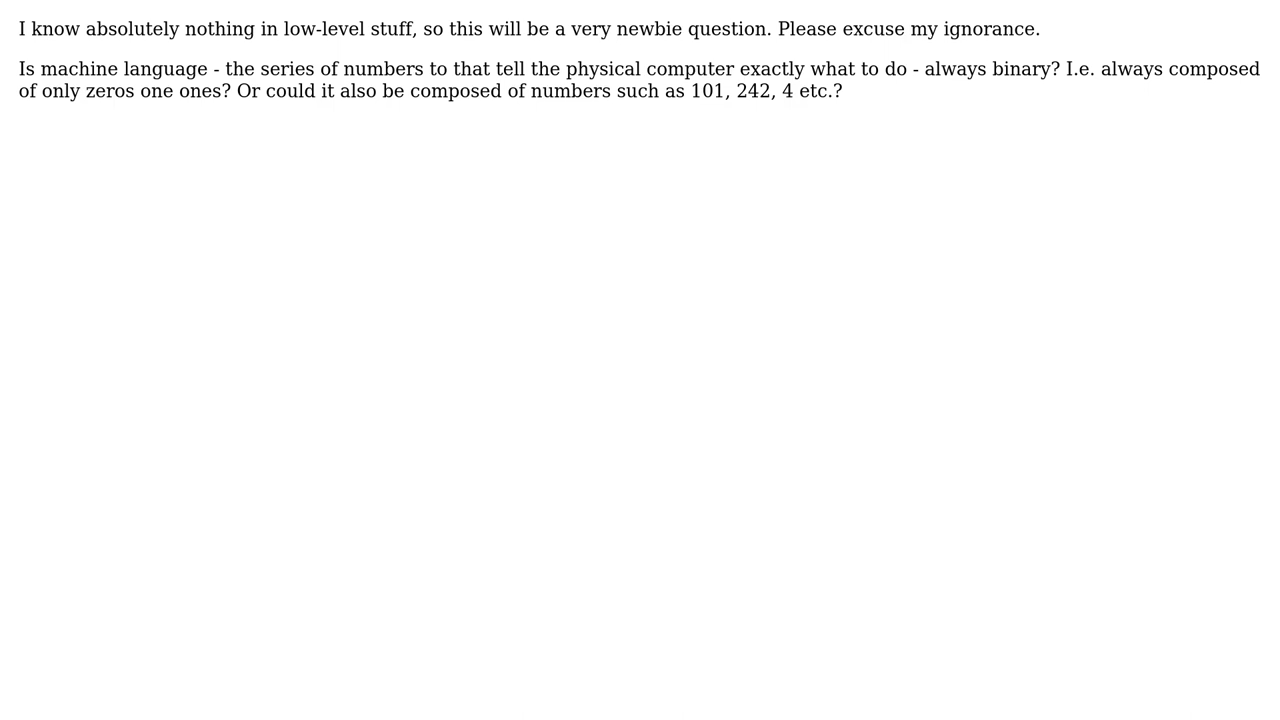 I know absolutely nothing in low-level stuff, so this will be a very newbie question. Please excuse my ignorance.
Is machine language - the series of numbers to that tell the physical computer exactly what to do - always binary? I.e. always composed
of only zeros one ones? Or could it also be composed of numbers such as 101, 242, 4 etc.?